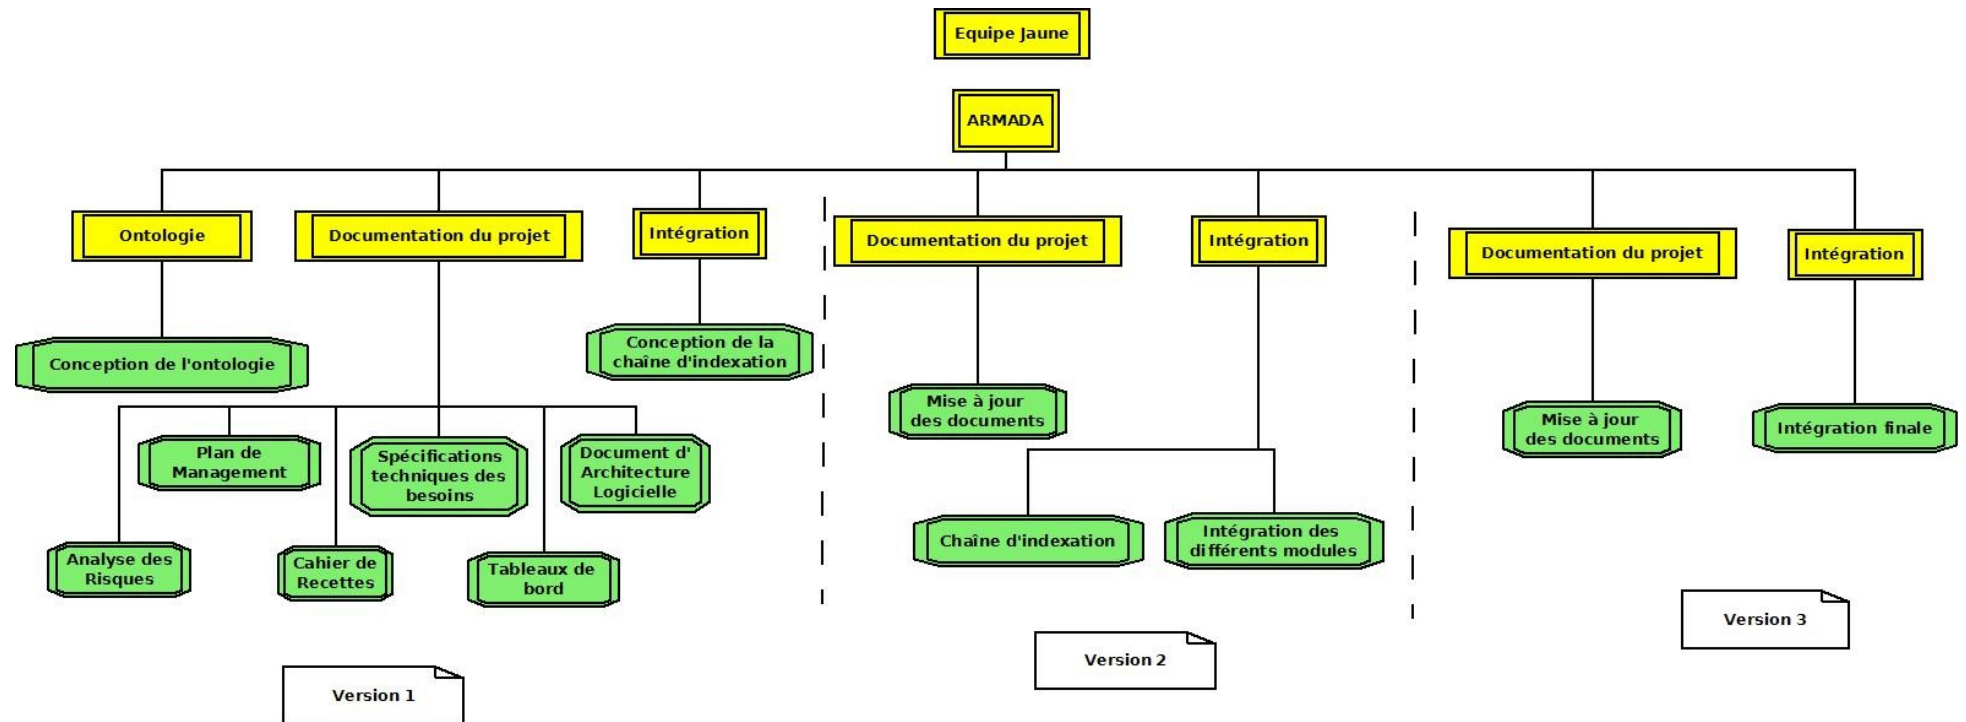 Equipe Jaune
ARMADA
Ontologie
Documentation du projet
Intégration
Documentation du projet
Intégration
Documentation du projet
Intégration
Conception de l'ontologie
Conception de la
chaîne d'indexation
Mise à jour
des documents
Mise à jour
des documents
Intégration finale
Plan de
Management
Spécifications
techniques des
besoins
Document d'
Architecture
Logicielle
Analyse des
Risques
Cahier de
Recettes
Tableaux de
bord
Chaîne d'indexation
Intégration des
différents modules
Version 1
Version 2
Version 3